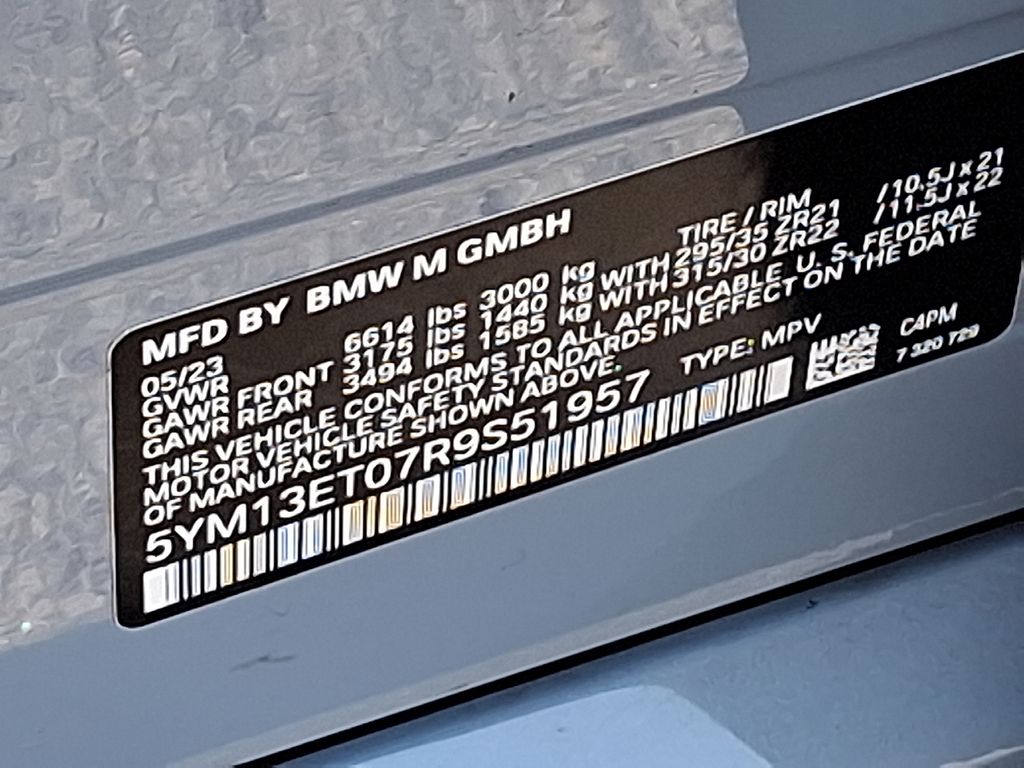 MFD BY BMW M GMBH
05/23 TIRE / RIM
GVWR 6614 lbs 3000 kg
GAWR FRONT 3175 lbs 1440 kg WITH 295/35 ZR21 /10.5J x 21
GAWR REAR 3494 lbs 1585 kg WITH 315/30 ZR22 /11.5J x 22
THIS VEHICLE CONFORMS TO ALL APPLICABLE U. S. FEDERAL
MOTOR VEHICLE SAFETY STANDARDS IN EFFECT ON THE DATE
OF MANUFACTURE SHOWN ABOVE.
5YM13ET07R9S51957 TYPE: MPV
C4PM
7 320 729